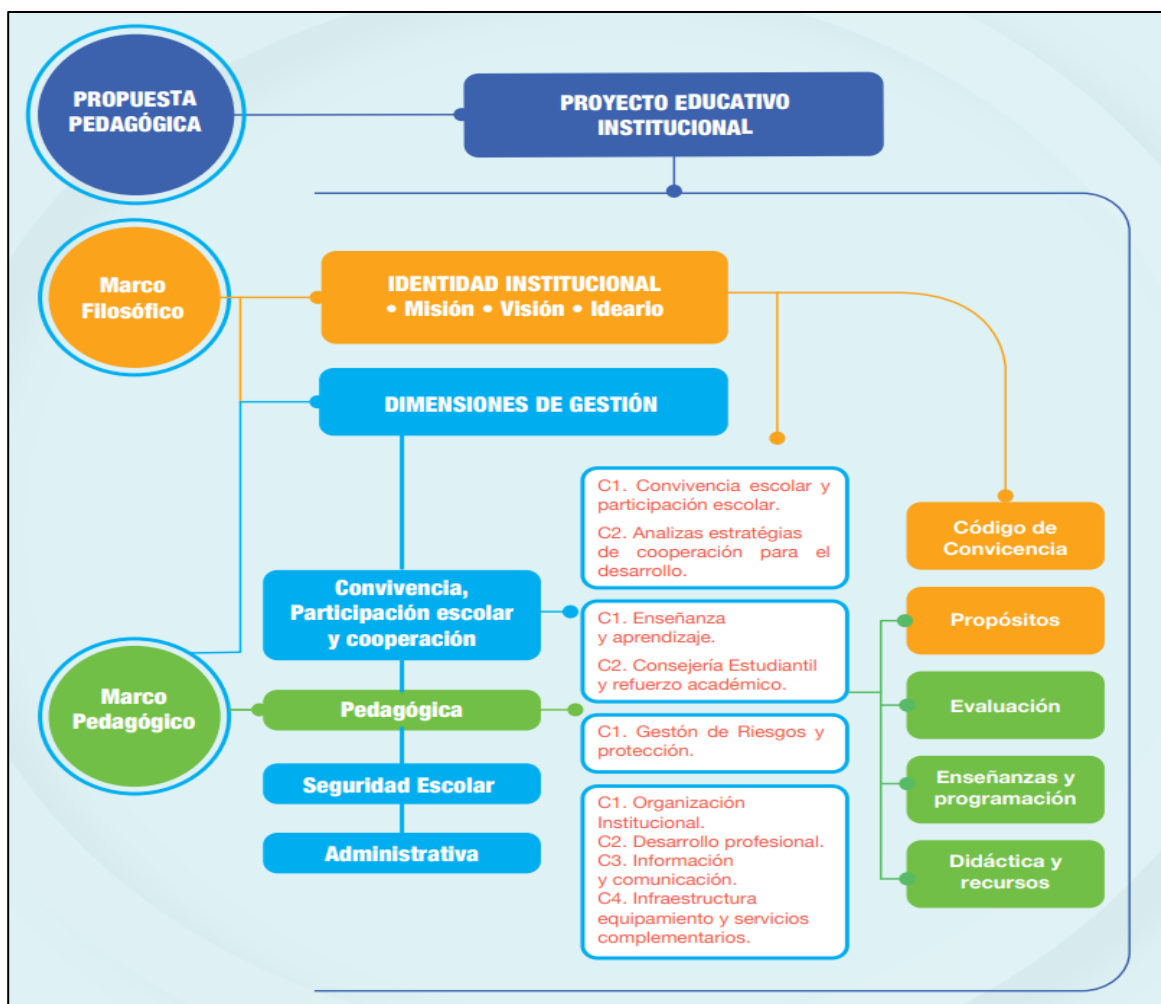 PROPUESTA
PEDAGÓGICA
PROYECTO EDUCATIVO
INSTITUCIONAL
Marco
Filosófico
IDENTIDAD INSTITUCIONAL
• Misión • Visión • Ideario
DIMENSIONES DE GESTIÓN
Convivencia,
Participación escolar
y cooperación
Marco
Pedagógico
Pedagógica
Seguridad Escolar
Administrativa
C1. Convivencia escolar y
participación escolar.
C2. Analizas estratégias
de cooperación para el
desarrollo.
C1. Enseñanza
y aprendizaje.
C2. Consejería Estudiantil
y refuerzo académico.
C1. Gestón de Riesgos y
protección.
C1. Organización
Institucional.
C2. Desarrollo profesional.
C3. Información
y comunicación.
C4. Infraestructura
equipamiento y servicios
complementarios.
Código de
Convicencia
Propósitos
Evaluación
Enseñanzas y
programación
Didáctica y
recursos